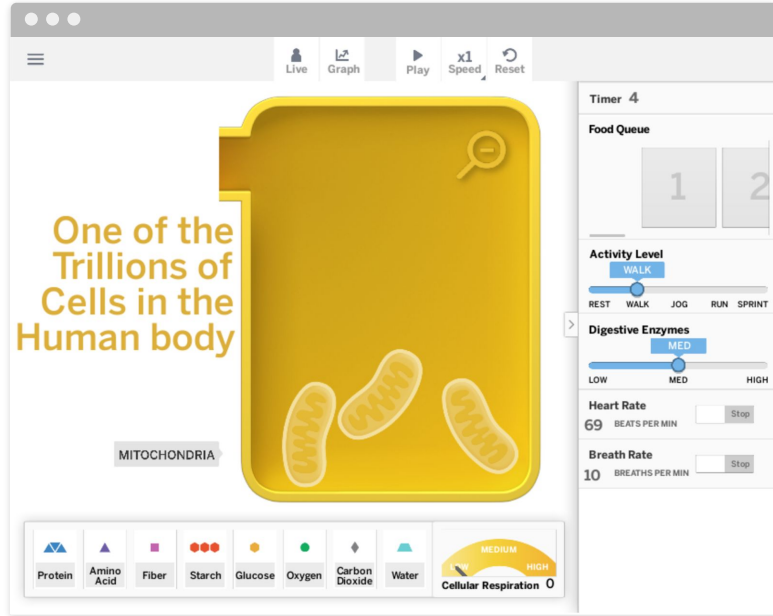 Live
Graph
Play
x1
Speed
Reset
Timer 4
Food Queue
1
2
Activity Level
WALK
REST WALK JOG RUN SPRINT
Digestive Enzymes
MED
LOW MED HIGH
Heart Rate
69 BEATS PER MIN
Stop
Breath Rate
10 BREATHS PER MIN
Stop
One of the
Trillions of
Cells in the
Human body
MITOCHONDRIA
Protein
Amino
Acid
Fiber
Starch
Glucose
Oxygen
Carbon
Dioxide
Water
LOW MEDIUM HIGH
Cellular Respiration 0